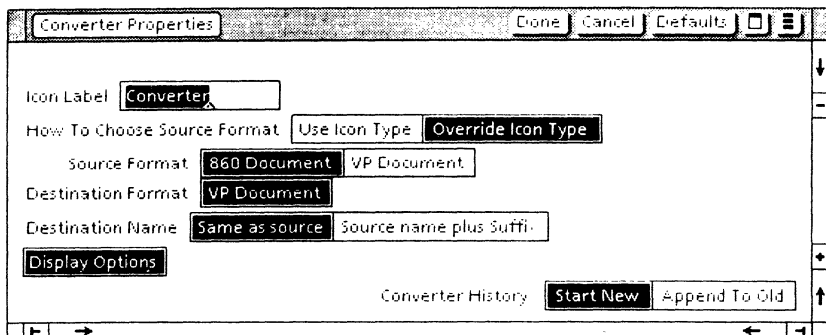 Converter Properties Done Cancel Defaults
Icon Label Converter
How To Choose Source Format Use Icon Type Override Icon Type
Source Format 860 Document VP Document
Destination Format VP Document
Destination Name Same as source Source name plus Suffi
Display Options
Converter History Start New Append To Old